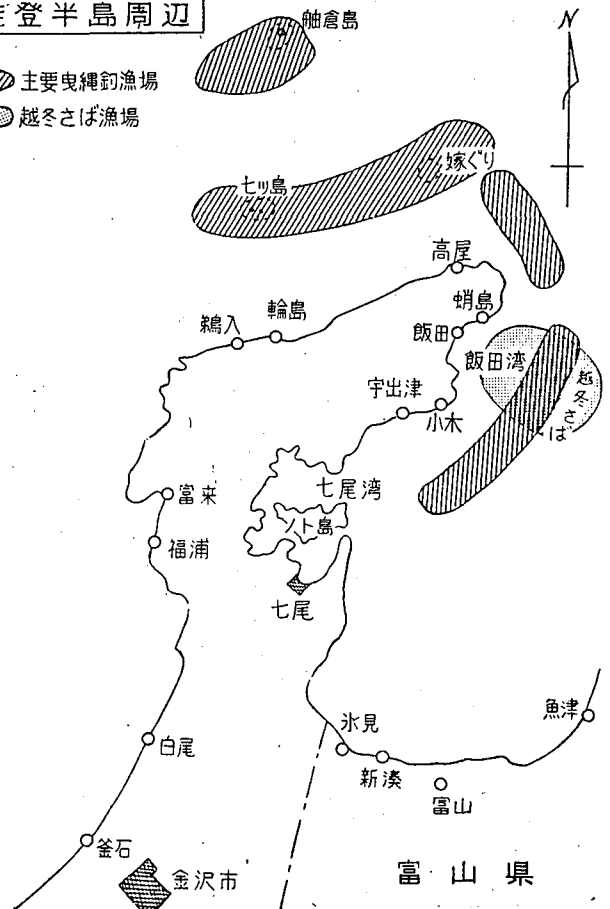 能登半島周辺
主要曳縄釣漁場
越冬さば漁場
N
舳倉島
嫁ぐり
七ッ島
高屋
蛸島
輪島
鵜入
飯田
飯田湾
越冬さば
宇出津
小木
七尾湾
富来
ノト島
福浦
七尾
魚津
氷見
白尾
新湊
富山
釜石
金沢市
富山県